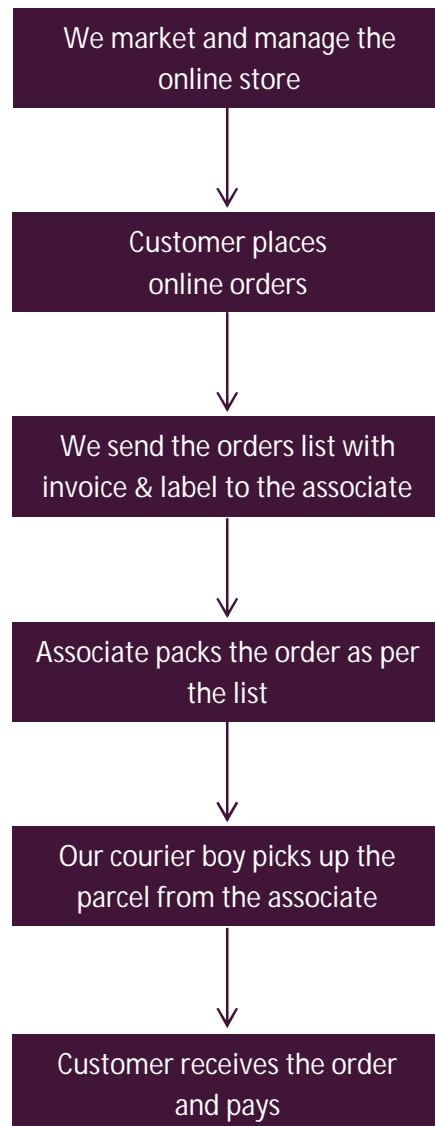 We market and manage the
online store
Customer places
online orders
We send the orders list with
invoice & label to the associate
Associate packs the order as per
the list
Our courier boy picks up the
parcel from the associate
Customer receives the order
and pays